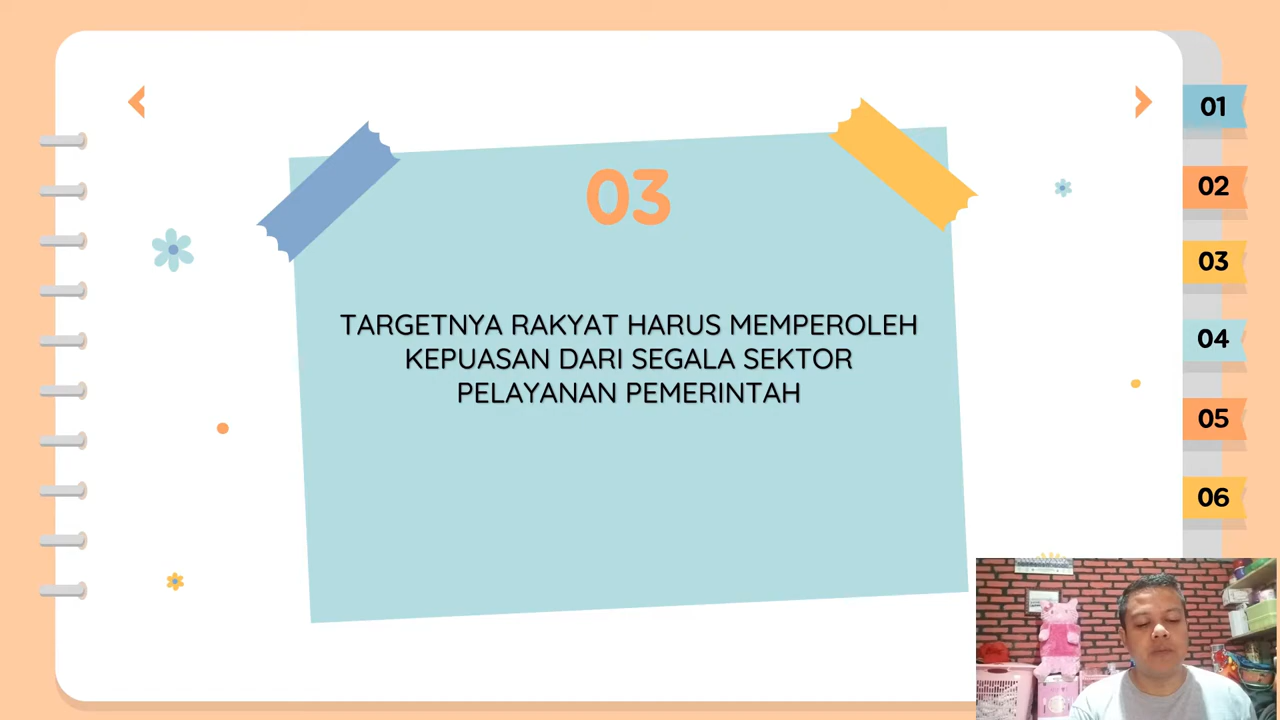 03
TARGETNYA RAKYAT HARUS MEMPEROLEH
KEPUASAN DARI SEGALA SEKTOR
PELAYANAN PEMERINTAH
01
02
03
04
05
06